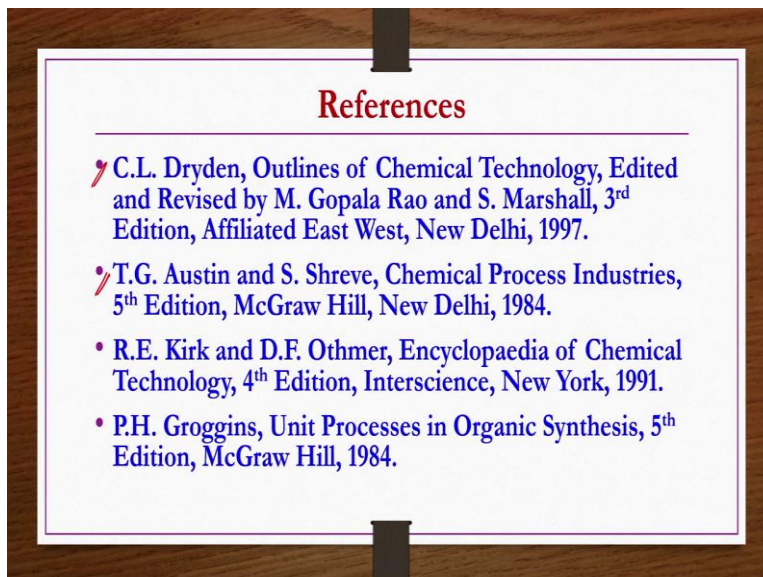 References
• C.L. Dryden, Outlines of Chemical Technology, Edited
and Revised by M. Gopala Rao and S. Marshall, 3rd
Edition, Affiliated East West, New Delhi, 1997.
• T.G. Austin and S. Shreve, Chemical Process Industries,
5th Edition, McGraw Hill, New Delhi, 1984.
• R.E. Kirk and D.F. Othmer, Encyclopaedia of Chemical
Technology, 4th Edition, Interscience, New York, 1991.
• P.H. Groggins, Unit Processes in Organic Synthesis, 5th
Edition, McGraw Hill, 1984.